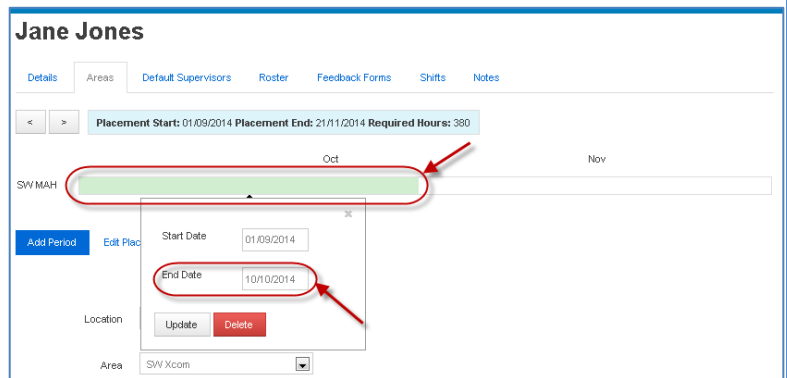 Jane Jones
Details Areas Default Supervisors Roster Feedback Forms Shifts Notes
< > Placement Start: 01/09/2014 Placement End: 21/11/2014 Required Hours: 380
Oct Nov
SW MAH
×
Start Date 01/09/2014
Add Period Edit Plac
End Date 10/10/2014
Location Update Delete
Area SW Xcom